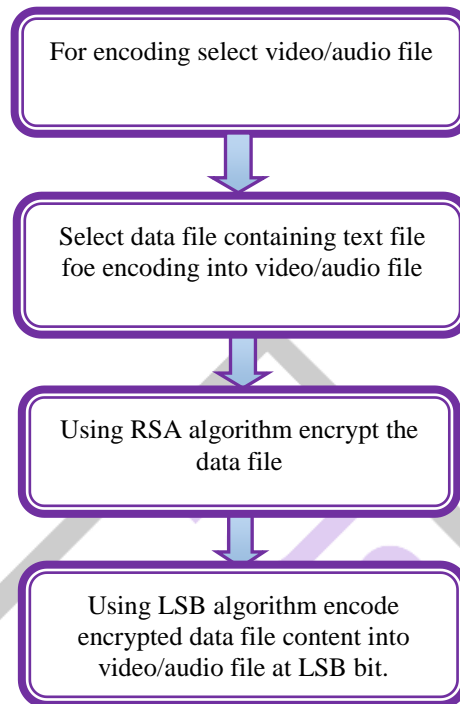 For encoding select video/audio file
Select data file containing text file
foe encoding into video/audio file
Using RSA algorithm encrypt the
data file
Using LSB algorithm encode
encrypted data file content into
video/audio file at LSB bit.